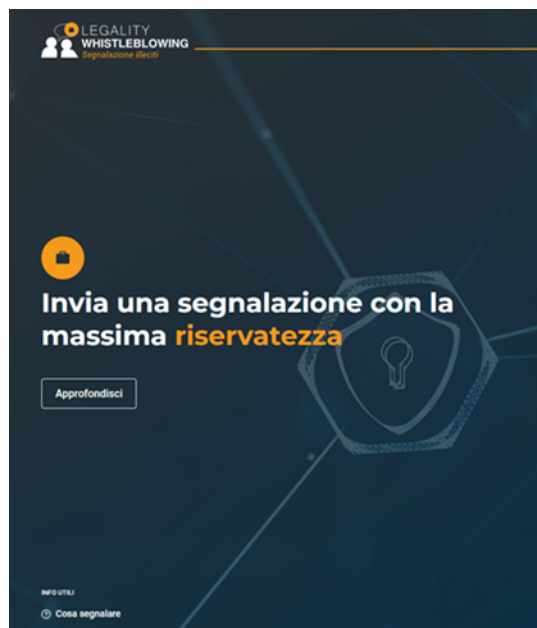 LEGALITY
WHISTLEBLOWING
Segnalazione illeciti
Invia una segnalazione con la
massima riservatezza
Approfondisci
INFO UTILI
Cosa segnalare